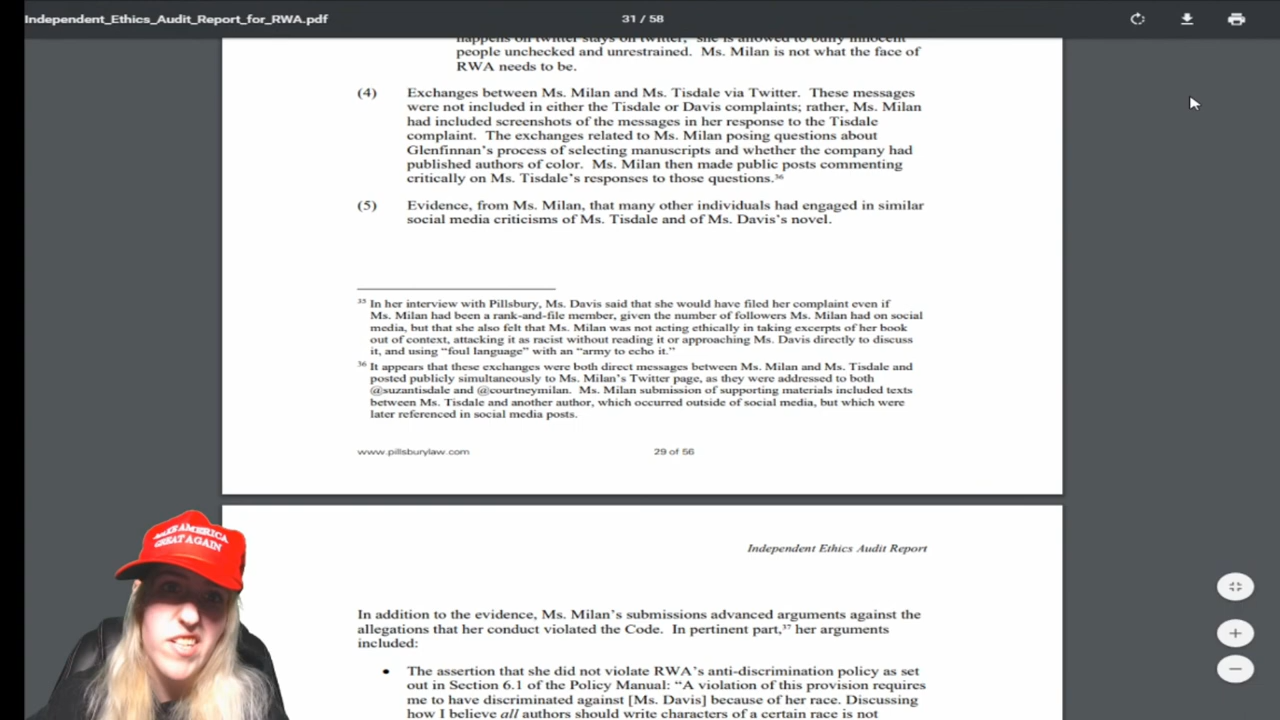 Independent_Ethics_Audit_Report_for_RWA.pdf
31 / 58
happens on twitter stays on twitter, she is allowed to bully innocent
people unchecked and unrestrained. Ms. Milan is not what the face of
RWA needs to be.
(4) Exchanges between Ms. Milan and Ms. Tisdale via Twitter. These messages
were not included in either the Tisdale or Davis complaints; rather, Ms. Milan
had included screenshots of the messages in her response to the Tisdale
complaint. The exchanges related to Ms. Milan posing questions about
Glenfinnan's process of selecting manuscripts and whether the company had
published authors of color. Ms. Milan then made public posts commenting
critically on Ms. Tisdale's responses to those questions.³⁶
(5) Evidence, from Ms. Milan, that many other individuals had engaged in similar
social media criticisms of Ms. Tisdale and of Ms. Davis's novel.
³⁵ In her interview with Pillsbury, Ms. Davis said that she would have filed her complaint even if
Ms. Milan had been a rank-and-file member, given the number of followers Ms. Milan had on social
media, but that she also felt that Ms. Milan was not acting ethically in taking excerpts of her book
out of context, attacking it as racist without reading it or approaching Ms. Davis directly to discuss
it, and using "foul language" with an "army to echo it."
³⁶ It appears that these exchanges were both direct messages between Ms. Milan and Ms. Tisdale and
posted publicly simultaneously to Ms. Milan's Twitter page, as they were addressed to both
@suzantisdale and @courtneymilan. Ms. Milan submission of supporting materials included texts
between Ms. Tisdale and another author, which occurred outside of social media, but which were
later referenced in social media posts.
www.pillsburylaw.com
29 of 56
Independent Ethics Audit Report
In addition to the evidence, Ms. Milan's submissions advanced arguments against the
allegations that her conduct violated the Code. In pertinent part,³⁷ her arguments
included:
• The assertion that she did not violate RWA's anti-discrimination policy as set
out in Section 6.1 of the Policy Manual: "A violation of this provision requires
me to have discriminated against [Ms. Davis] because of her race. Discussing
how I believe all authors should write characters of a certain race is not
MAKE AMERICA
GREAT AGAIN